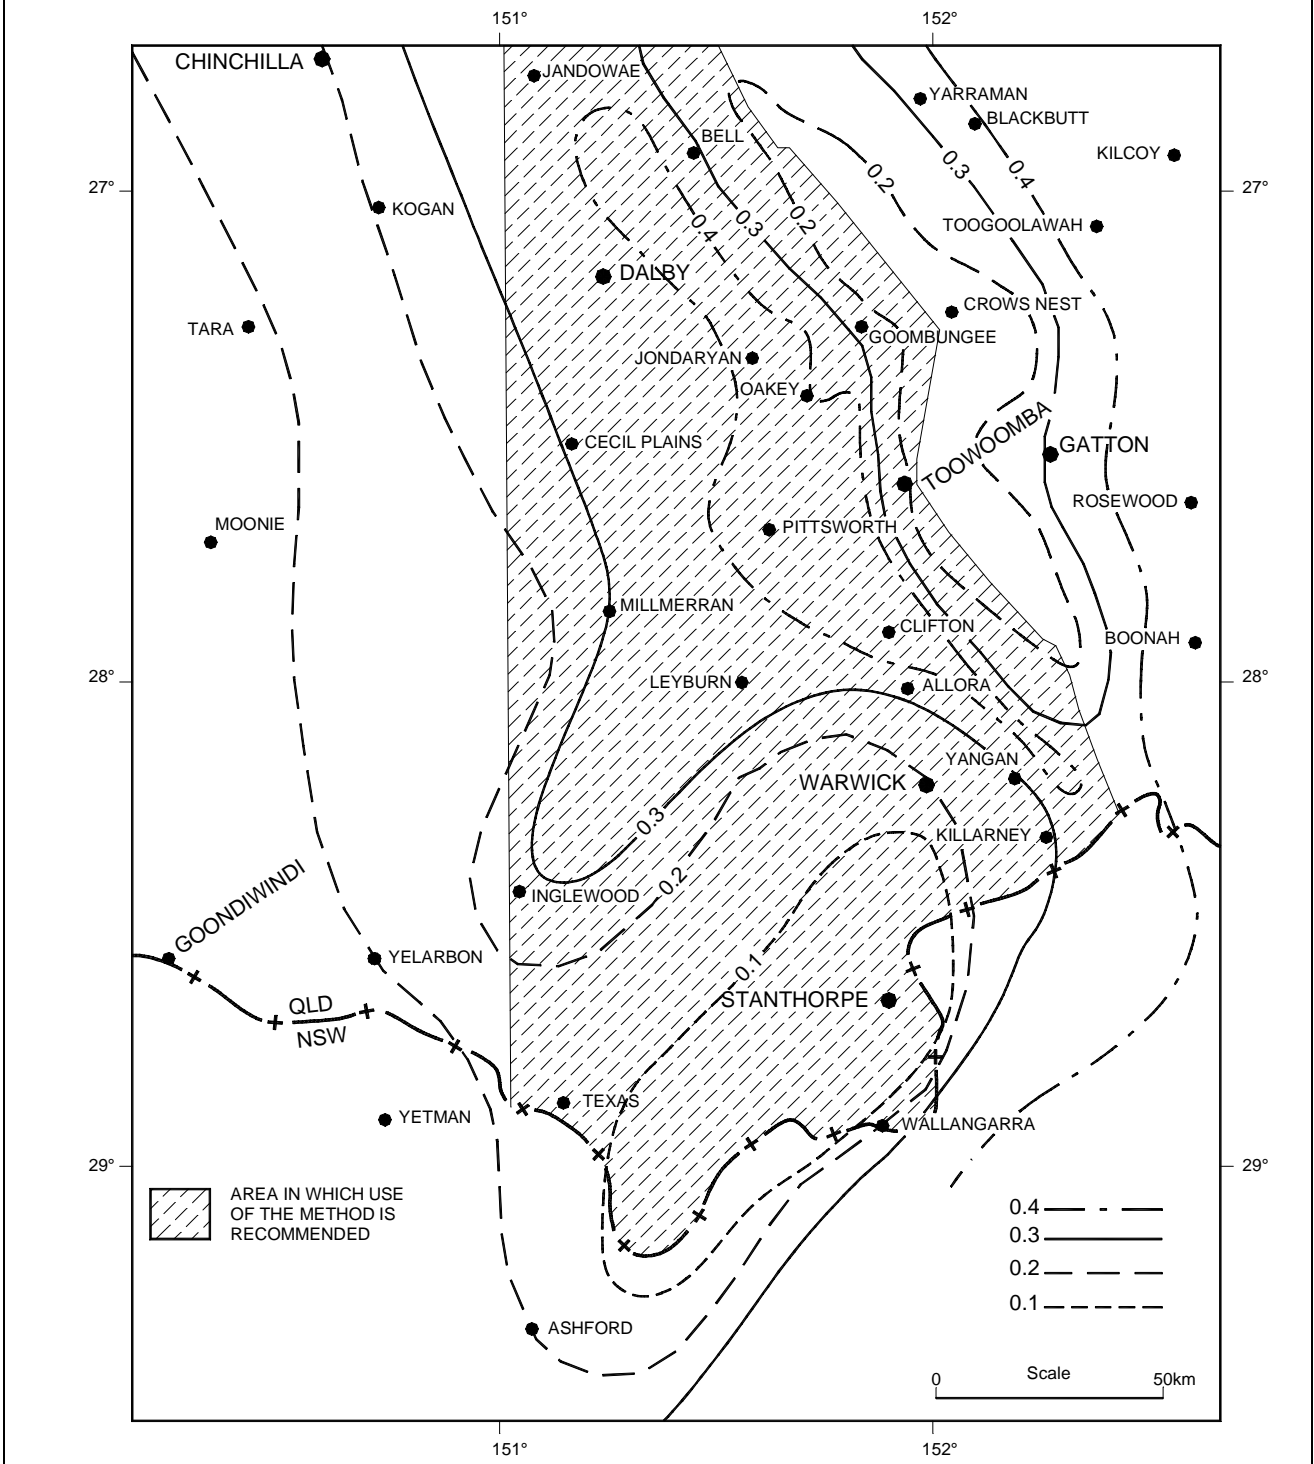 151°
152°
CHINCHILLA
JANDOWAE
YARRAMAN
BLACKBUTT
BELL
KILCOY
0.3
0.4
0.2
27°
27°
KOGAN
0.4
0.3
0.2
TOOGOOLAWAH
DALBY
CROWS NEST
TARA
GOOMBUNGEE
JONDARYAN
OAKEY
TOOWOOMBA
CECIL PLAINS
GATTON
ROSEWOOD
MOONIE
PITTSWORTH
MILLMERRAN
CLIFTON
BOONAH
28°
LEYBURN
ALLORA
28°
YANGAN
WARWICK
0.3
KILLARNEY
0.2
INGLEWOOD
GOONDIWINDI
YELARBON
0.1
STANTHORPE
QLD
NSW
TEXAS
YETMAN
WALLANGARRA
29°
29°
AREA IN WHICH USE
OF THE METHOD IS
RECOMMENDED
0.4
0.3
0.2
0.1
ASHFORD
Scale
0
50km
151°
152°